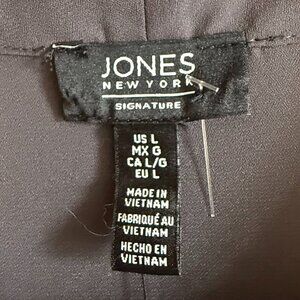 JONES
NEW YORK
SIGNATURE
US L
MX G
CA L/G
EU L
MADE IN
VIETNAM
FABRIQUÉ AU
VIETNAM
HECHO EN
VIETNAM